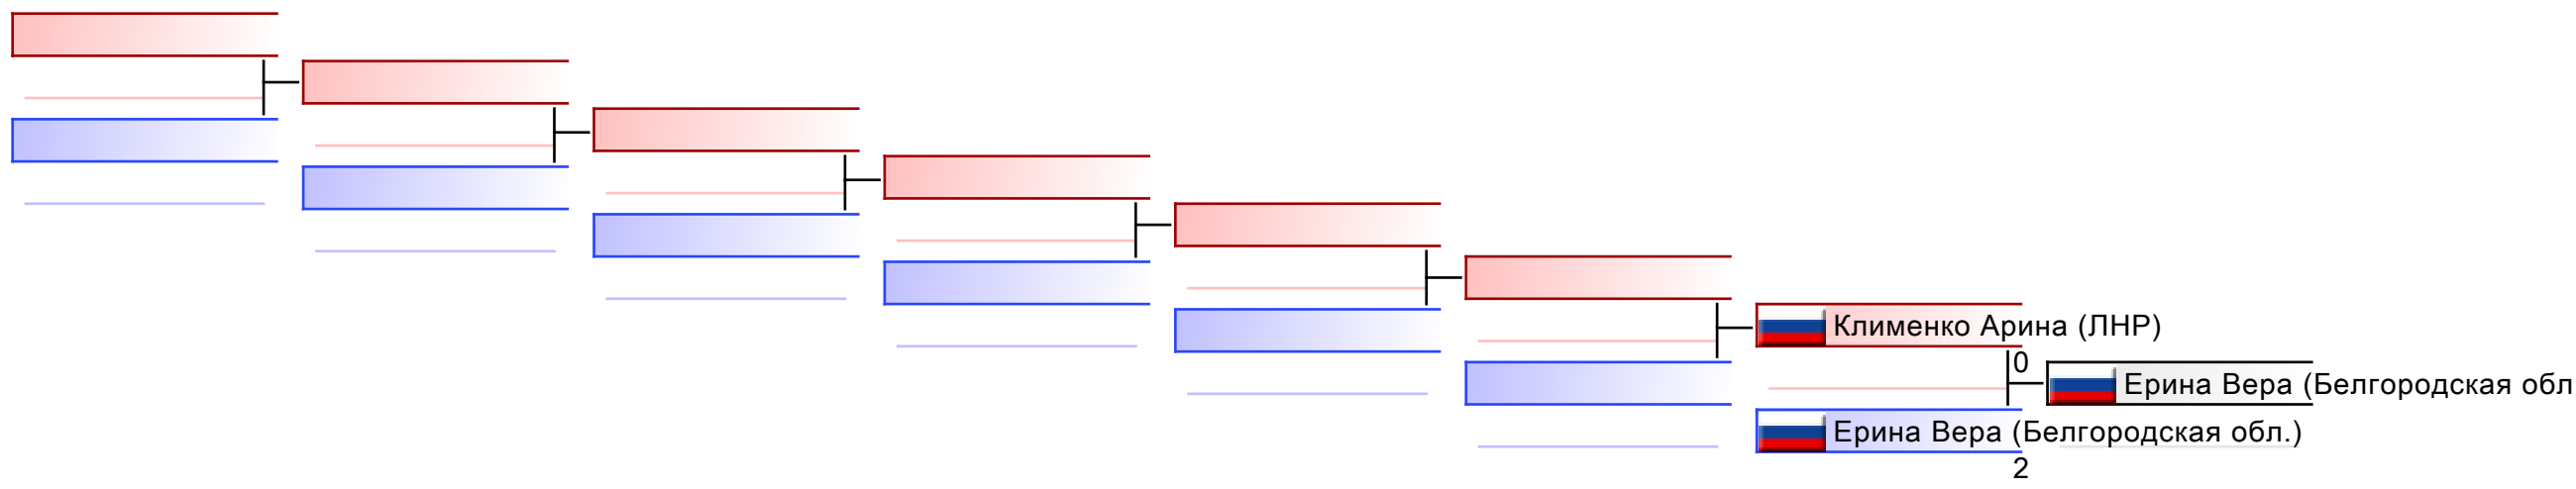 Клименко Арина (ЛНР)
0
Ерина Вера (Белгородская обл
Ерина Вера (Белгородская обл.)
2